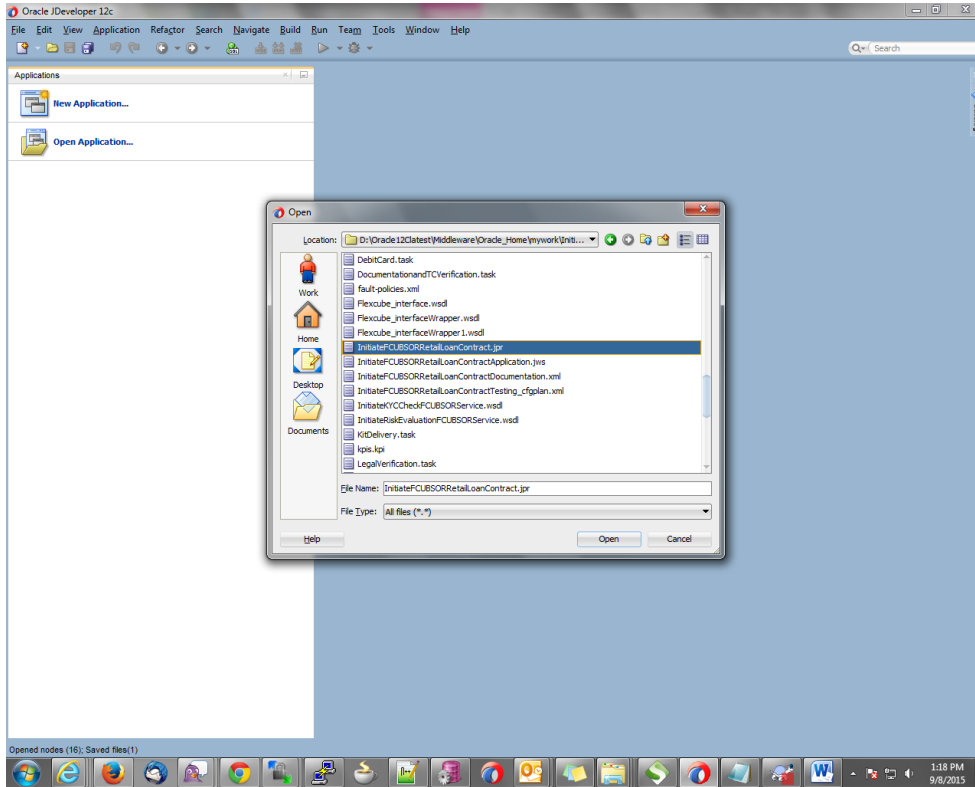 Oracle JDeveloper 12c
File Edit View Application Refactor Search Navigate Build Run Team Tools Window Help
Search
Applications
New Application...
Open Application...
Open
Location: D:\Oracle12Clatest\Middleware\Oracle_Home\mywork\Initi...
Work
Home
Desktop
Documents
DebitCard.task
DocumentationandTCVerification.task
fault-policies.xml
Flexcube_interface.wsdl
Flexcube_interfaceWrapper.wsdl
Flexcube_interfaceWrapper1.wsdl
InitiateFCUBSORRetailLoanContract.jpr
InitiateFCUBSORRetailLoanContractApplication.jws
InitiateFCUBSORRetailLoanContractDocumentation.xml
InitiateFCUBSORRetailLoanContractTesting_cfgplan.xml
InitiateKYCCheckFCUBSORService.wsdl
InitiateRiskEvaluationFCUBSORService.wsdl
KitDelivery.task
kpis.kpi
LegalVerification.task
File Name: InitiateFCUBSORRetailLoanContract.jpr
File Type: All files (*.*)
Help Open Cancel
Opened nodes (16); Saved files(1)
1:18 PM
9/8/2015